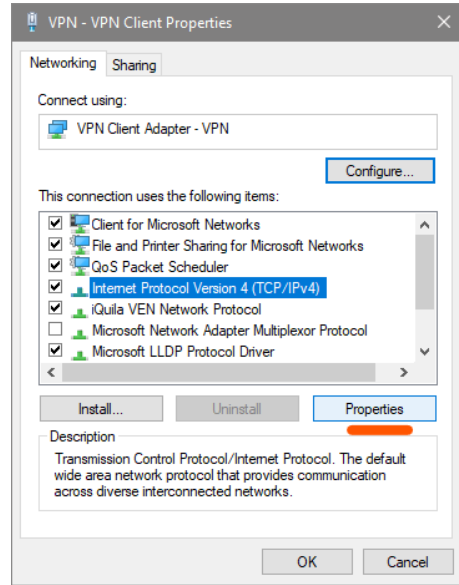 VPN - VPN Client Properties
Networking
Sharing
Connect using:
VPN Client Adapter - VPN
Configure...
This connection uses the following items:
Client for Microsoft Networks
File and Printer Sharing for Microsoft Networks
QoS Packet Scheduler
Internet Protocol Version 4 (TCP/IPv4)
iQuila VEN Network Protocol
Microsoft Network Adapter Multiplexor Protocol
Microsoft LLDP Protocol Driver
Install...
Uninstall
Properties
Description
Transmission Control Protocol/Internet Protocol. The default
wide area network protocol that provides communication
across diverse interconnected networks.
OK
Cancel